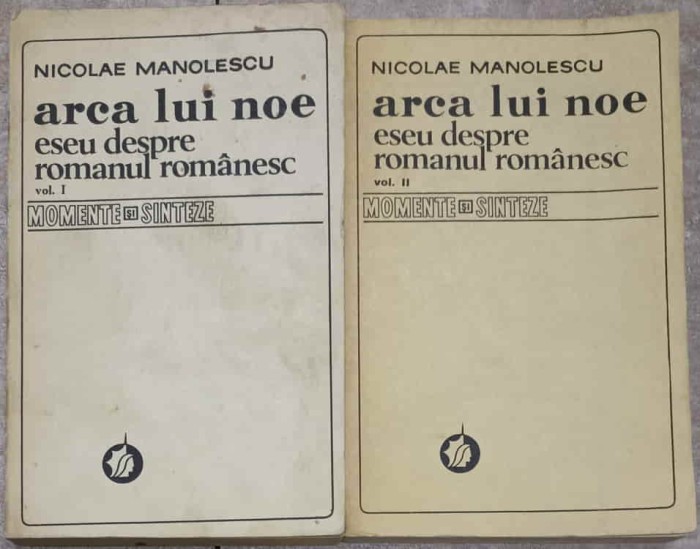 NICOLAE MANOLESCU
arca lui noe
eseu despre
romanul românesc
vol. I
MOMENTE ȘI SINTEZE
NICOLAE MANOLESCU
arca lui noe
eseu despre
romanul românesc
vol. II
MOMENTE ȘI SINTEZE